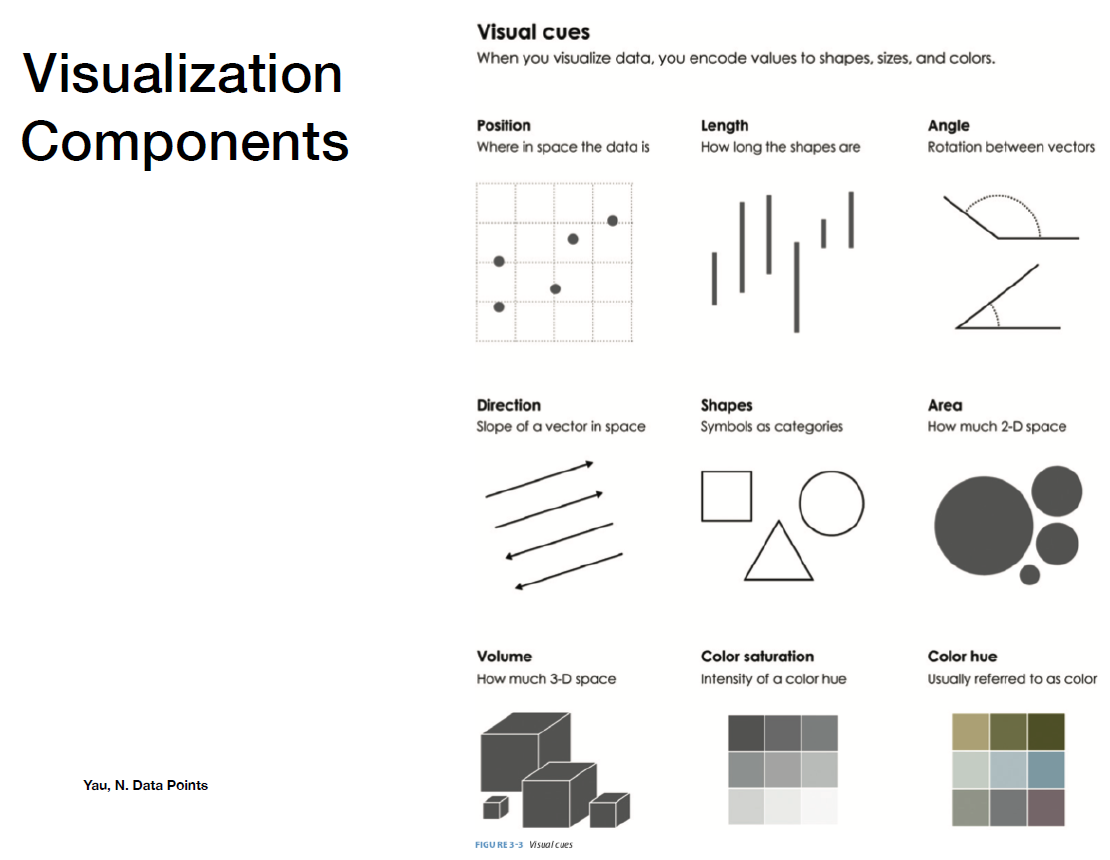 Visualization
Components
Visual cues
When you visualize data, you encode values to shapes, sizes, and colors.
Position
Where in space the data is
Length
How long the shapes are
Angle
Rotation between vectors
Direction
Slope of a vector in space
Shapes
Symbols as categories
Area
How much 2-D space
Volume
How much 3-D space
Color saturation
Intensity of a color hue
Color hue
Usually referred to as color
Yau, N. Data Points
FIGURE 3-3 Visual cues